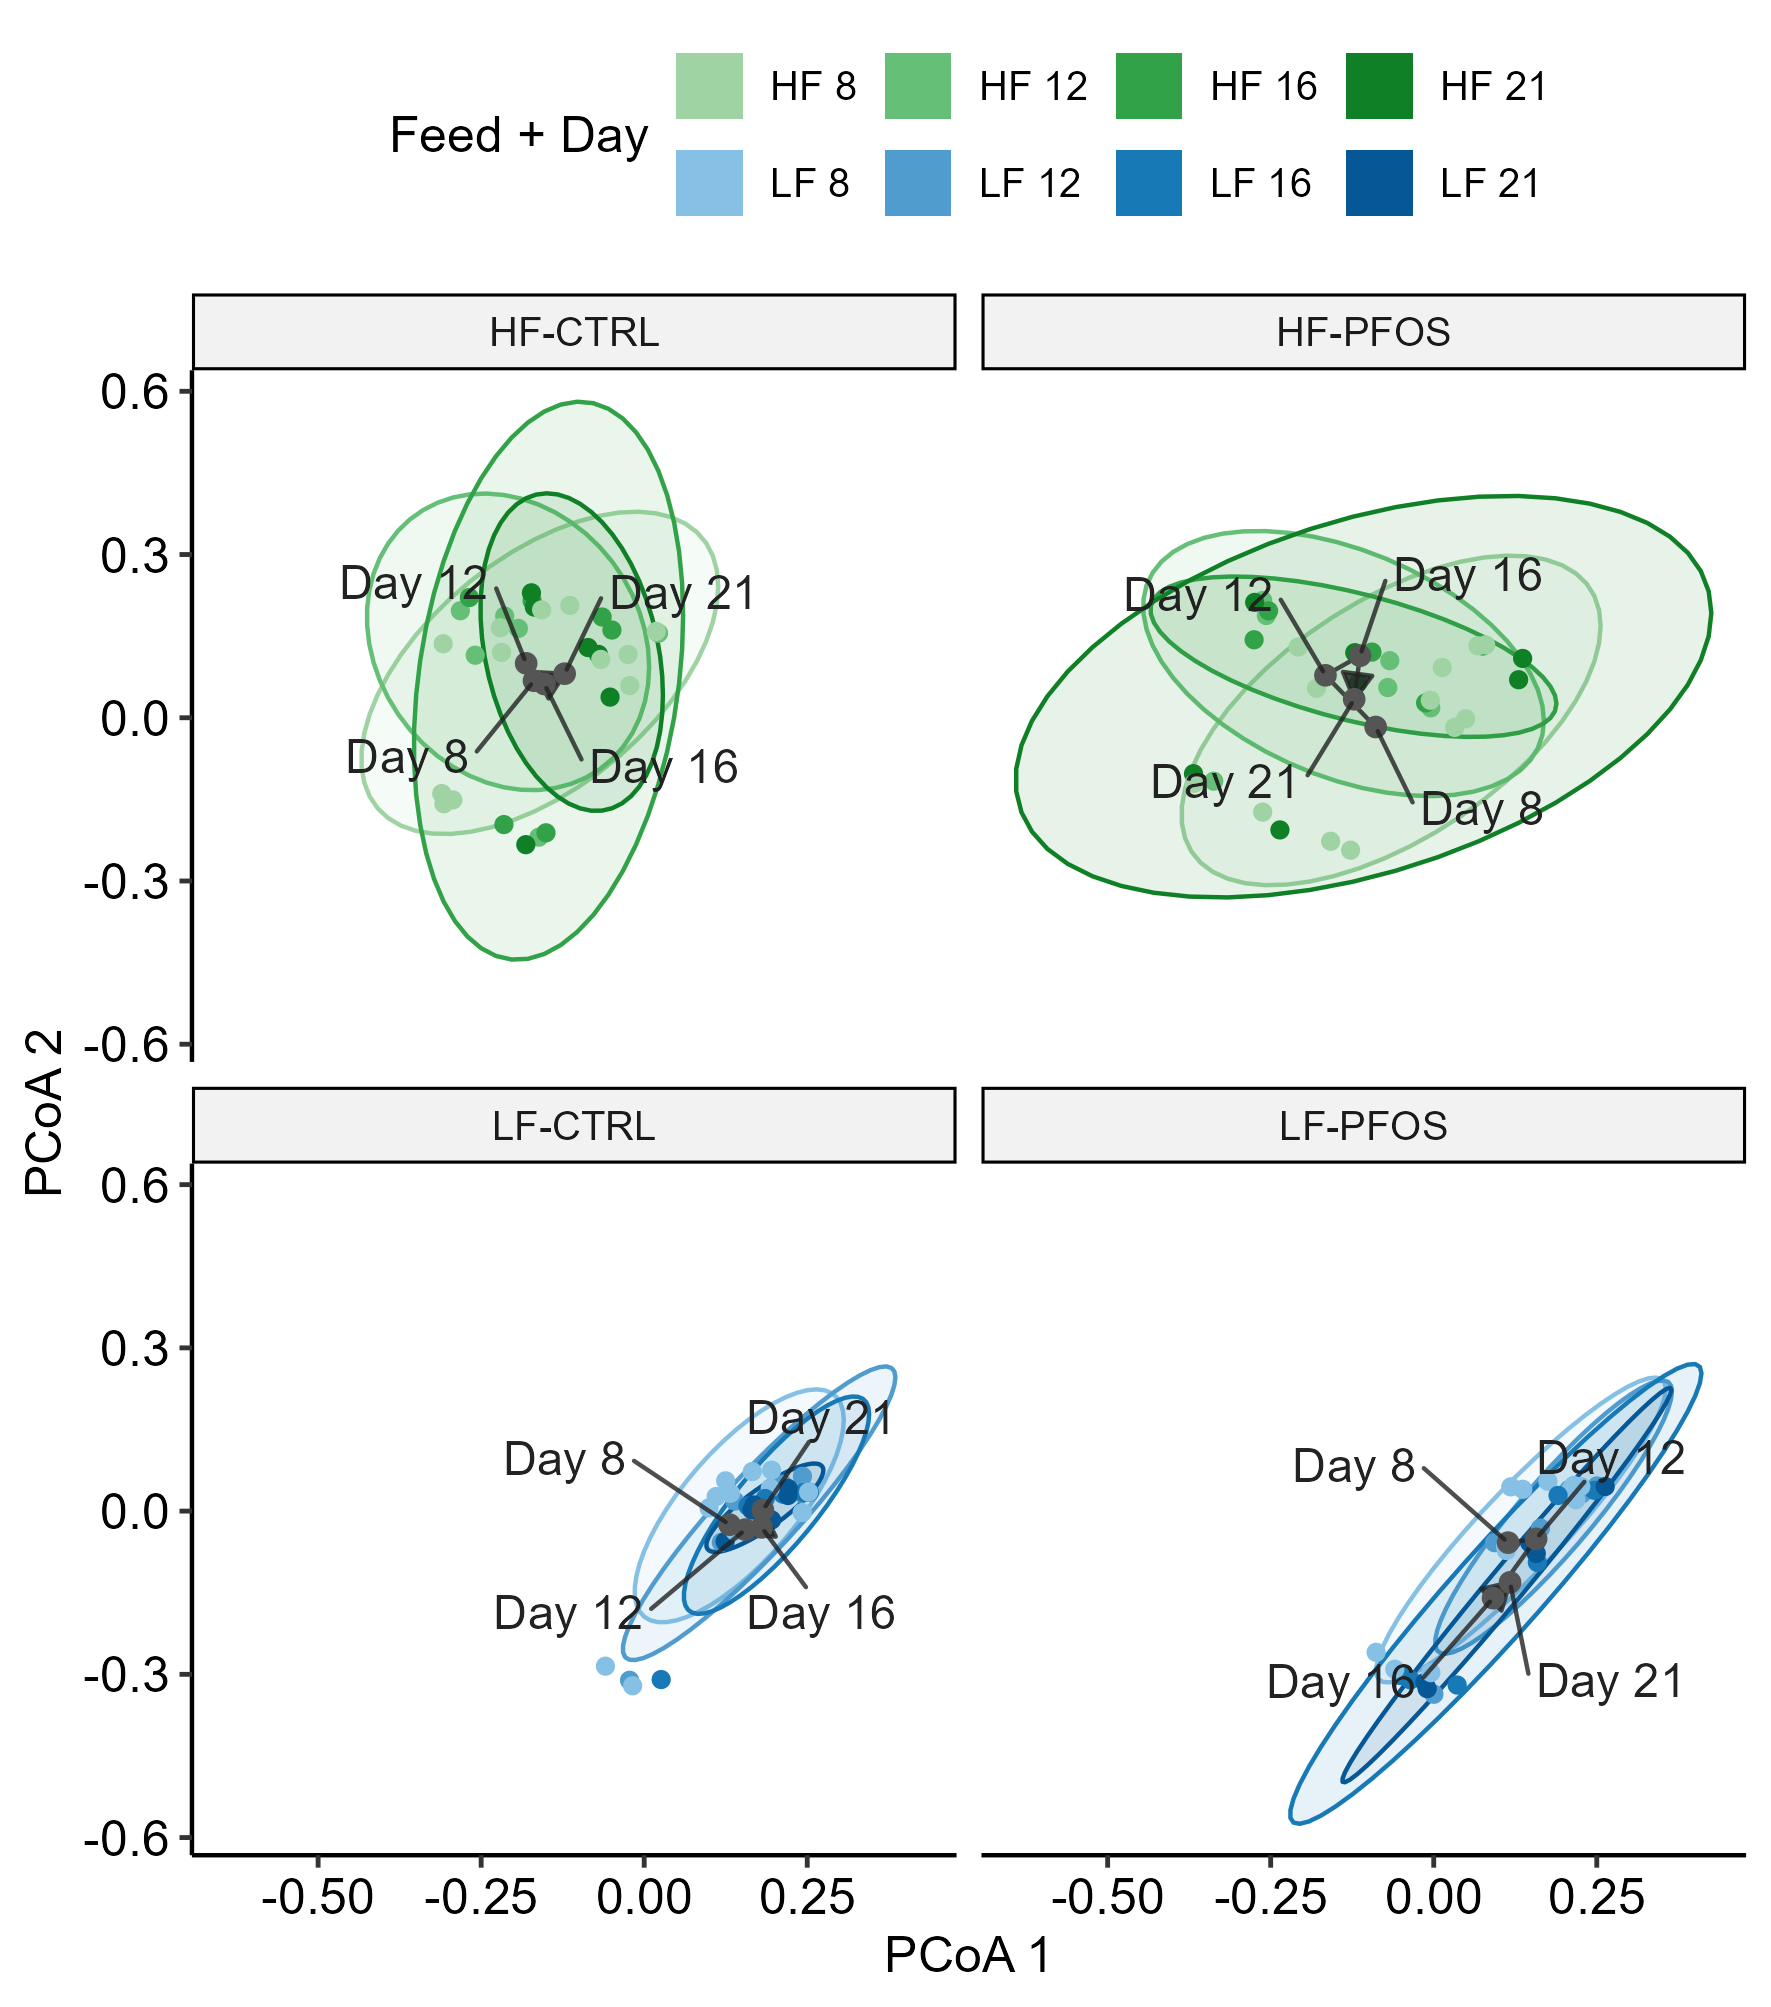 HF 8 HF 12 HF 16 HF 21
Feed + Day
LF 8 LF 12 LF 16 LF 21
HF-CTRL HF-PFOS
0.6
0.3
0.0
-0.3
-0.6
Day 12 Day 21
Day 8 Day 16
Day 12 Day 16
Day 21 Day 8
PCoA 2
LF-CTRL LF-PFOS
0.6
0.3
0.0
-0.3
-0.6
Day 21
Day 8
Day 12 Day 16
Day 8 Day 12
Day 16 Day 21
-0.50 -0.25 0.00 0.25 -0.50 -0.25 0.00 0.25
PCoA 1